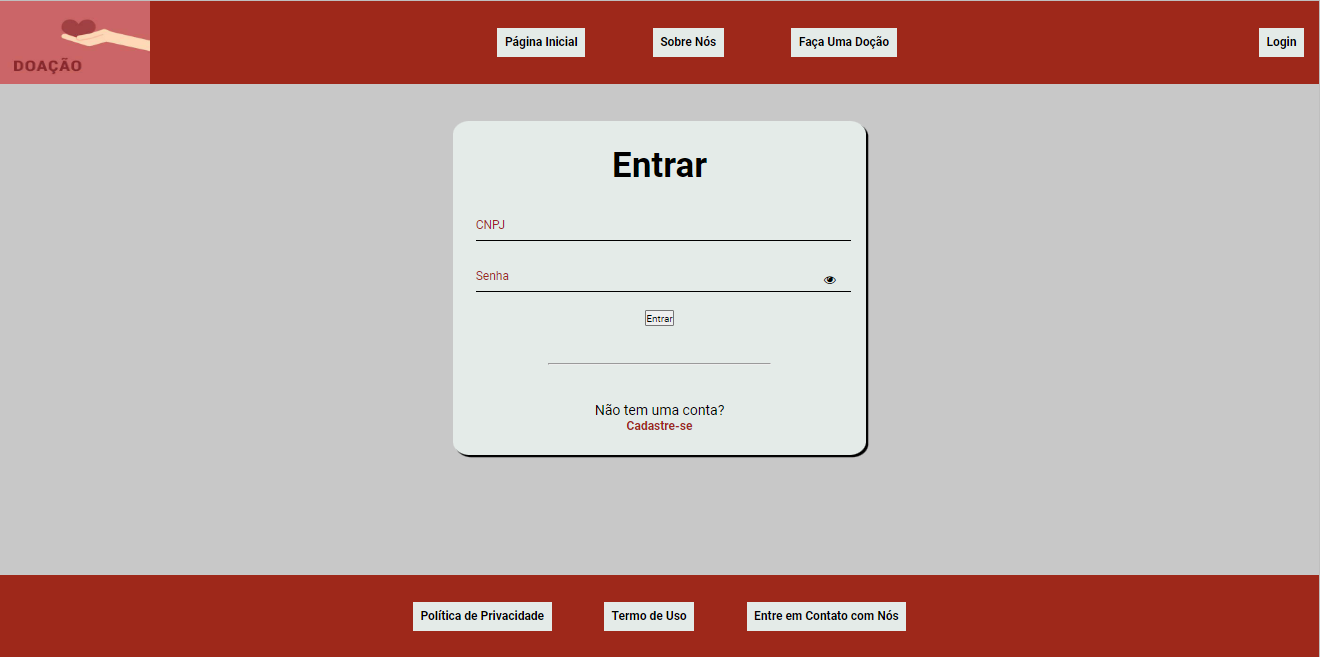 DOAÇÃO
Página Inicial
Sobre Nós
Faça Uma Doção
Login
Entrar
CNPJ
Senha
Entrar
Não tem uma conta?
Cadastre-se
Política de Privacidade
Termo de Uso
Entre em Contato com Nós